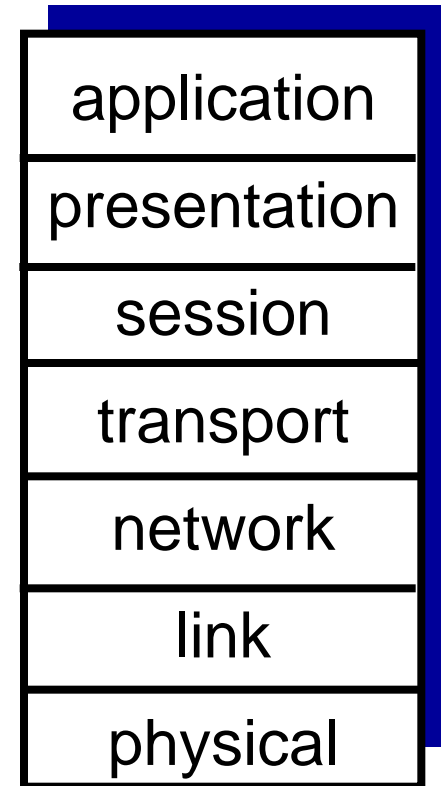 application
presentation
session
transport
network
link
physical